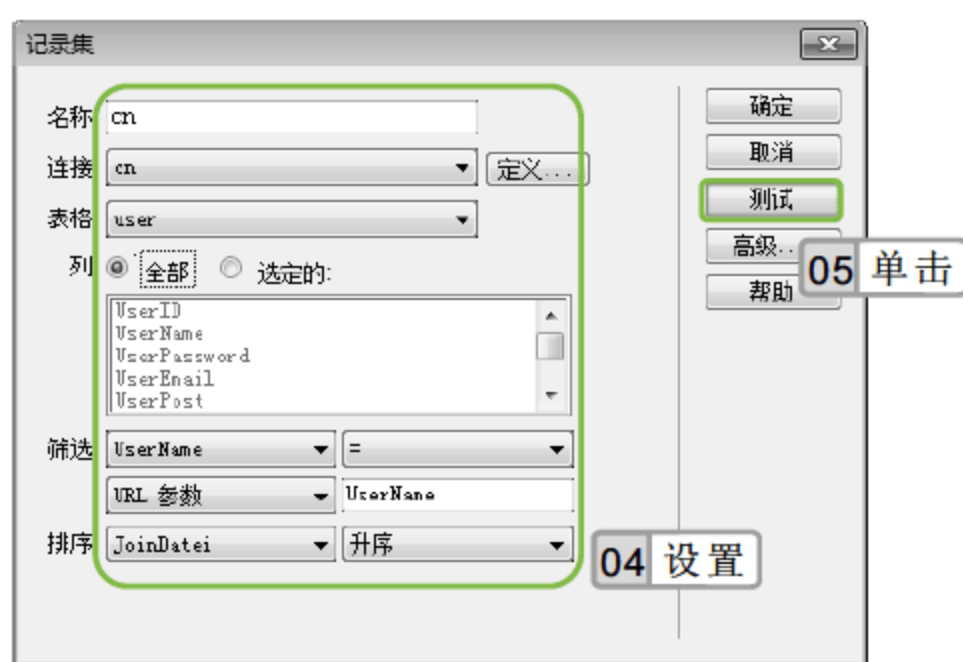 记录集
名称 cn
连接 cn 定义...
表格 user
列 全部 选定的:
UserID
UserName
UserPassword
UserEmail
UserPost
筛选 UserName =
URL 参数 UserName
排序 JoinDatei 升序
确定
取消
测试
高级..
帮助
05 单击
04 设置